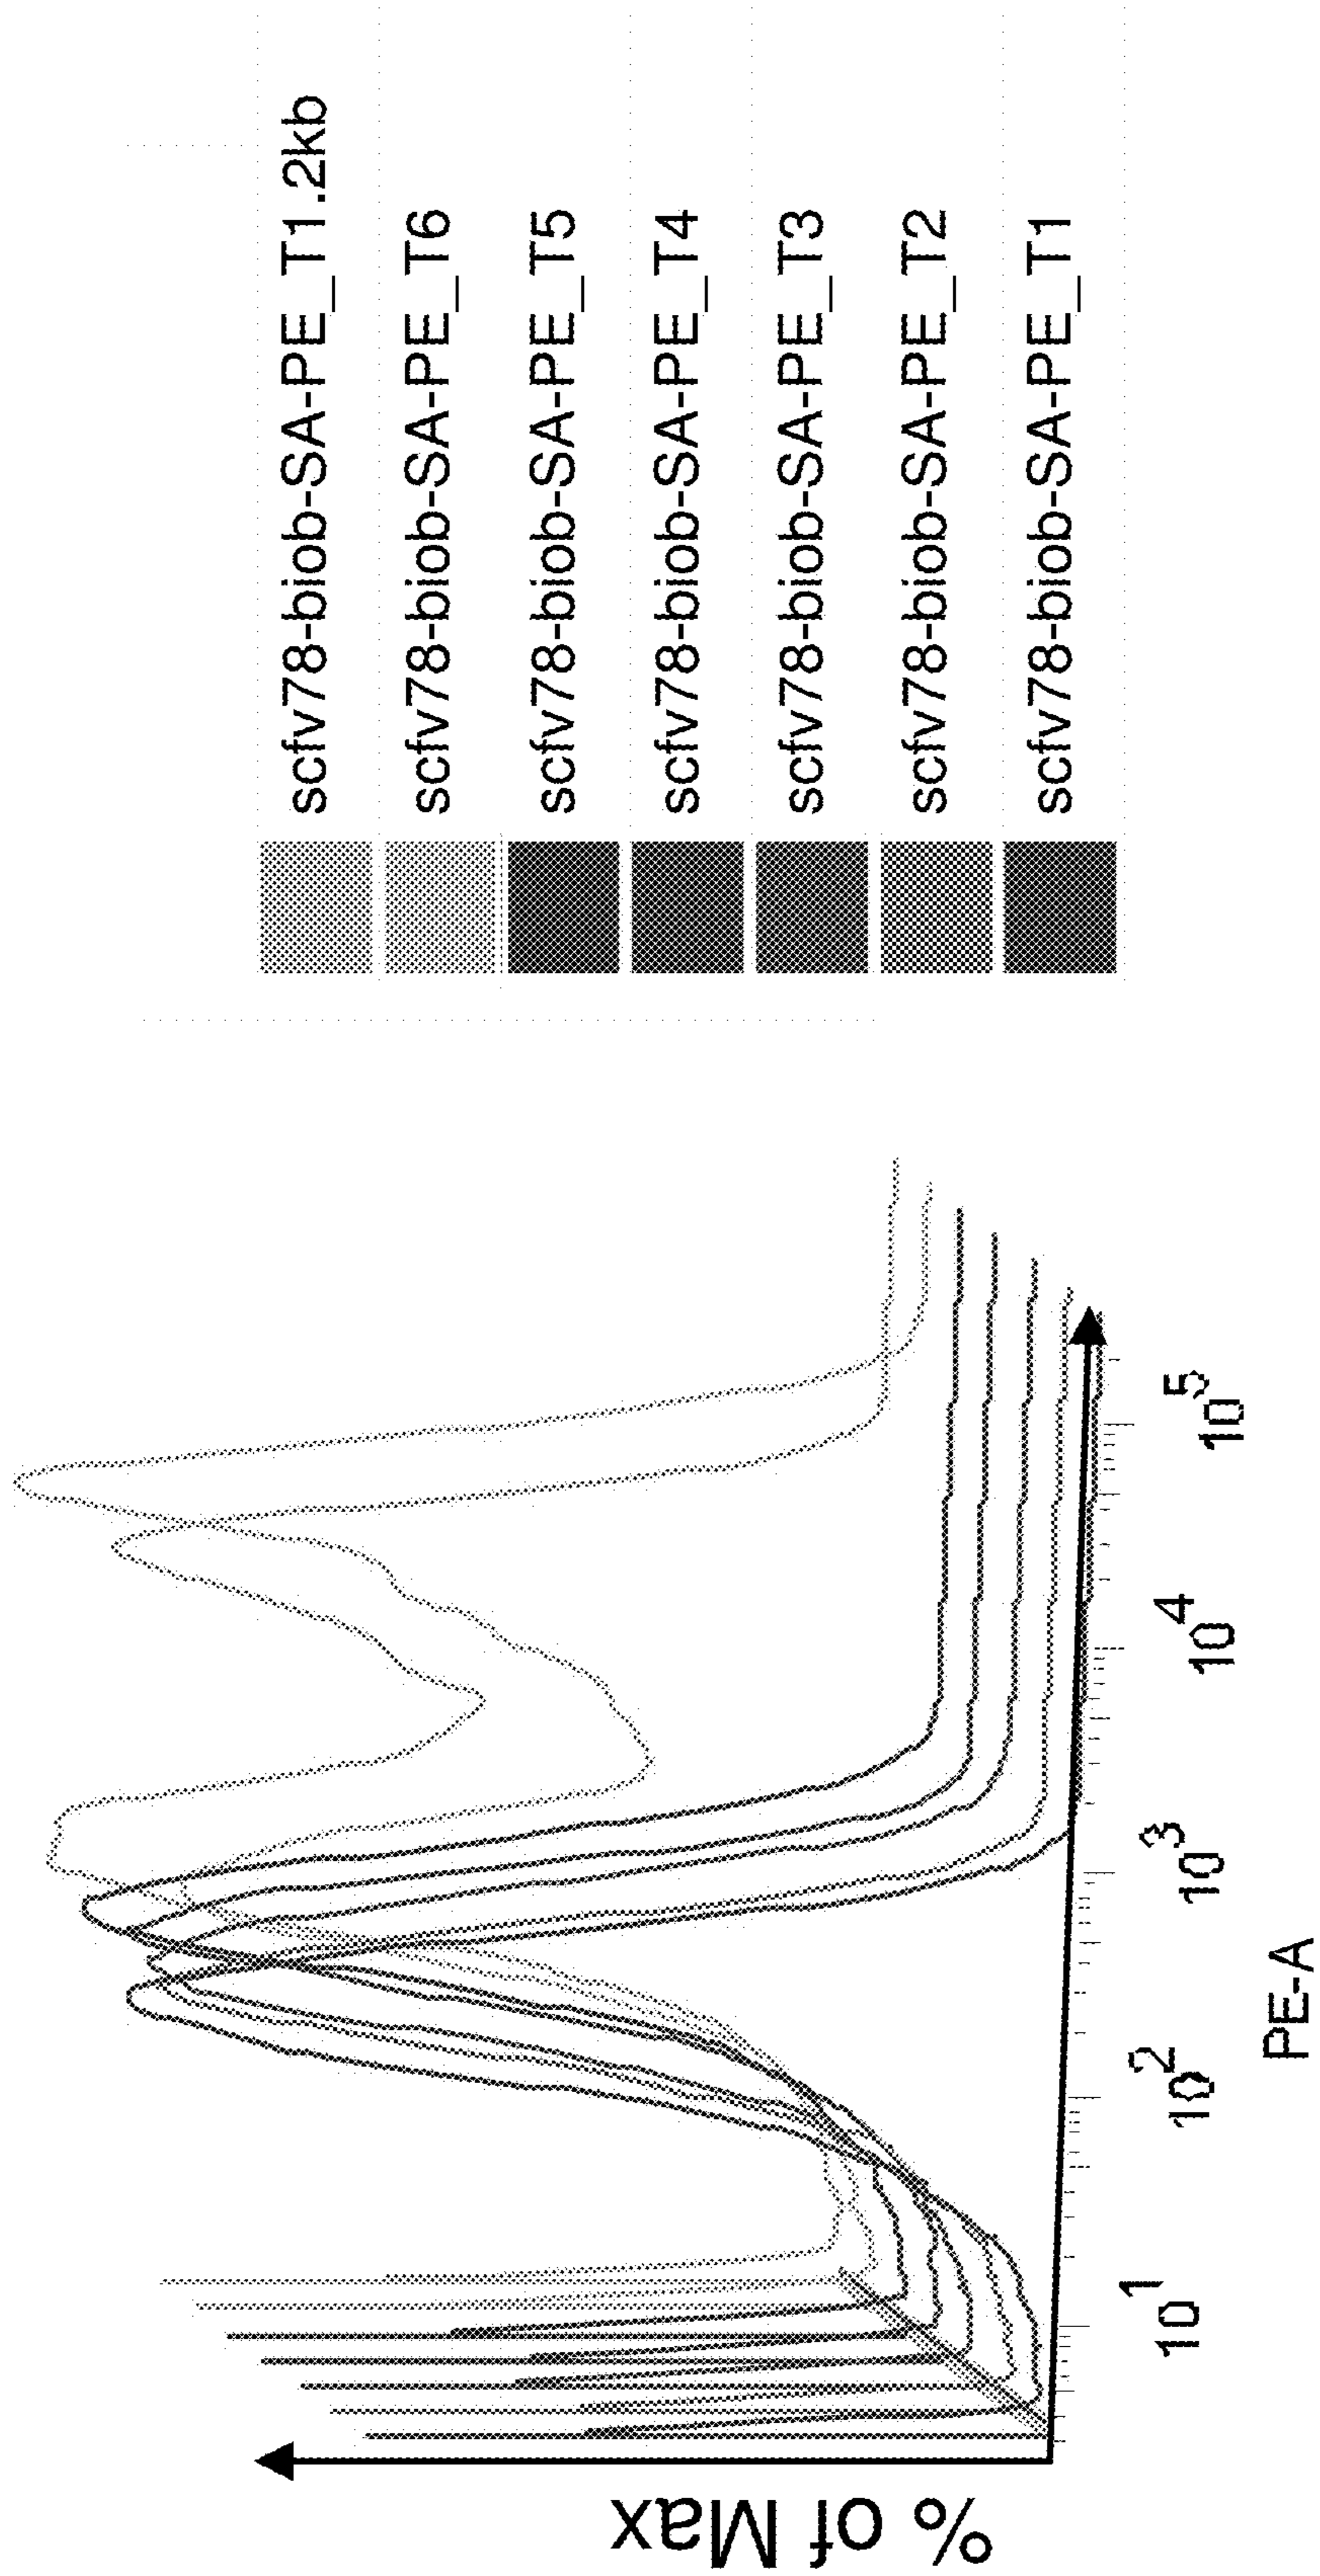 % of Max
10^1
10^2
10^3
10^4
10^5
PE-A
scfv78-biob-SA-PE_T1.2kb
scfv78-biob-SA-PE_T6
scfv78-biob-SA-PE_T5
scfv78-biob-SA-PE_T4
scfv78-biob-SA-PE_T3
scfv78-biob-SA-PE_T2
scfv78-biob-SA-PE_T1